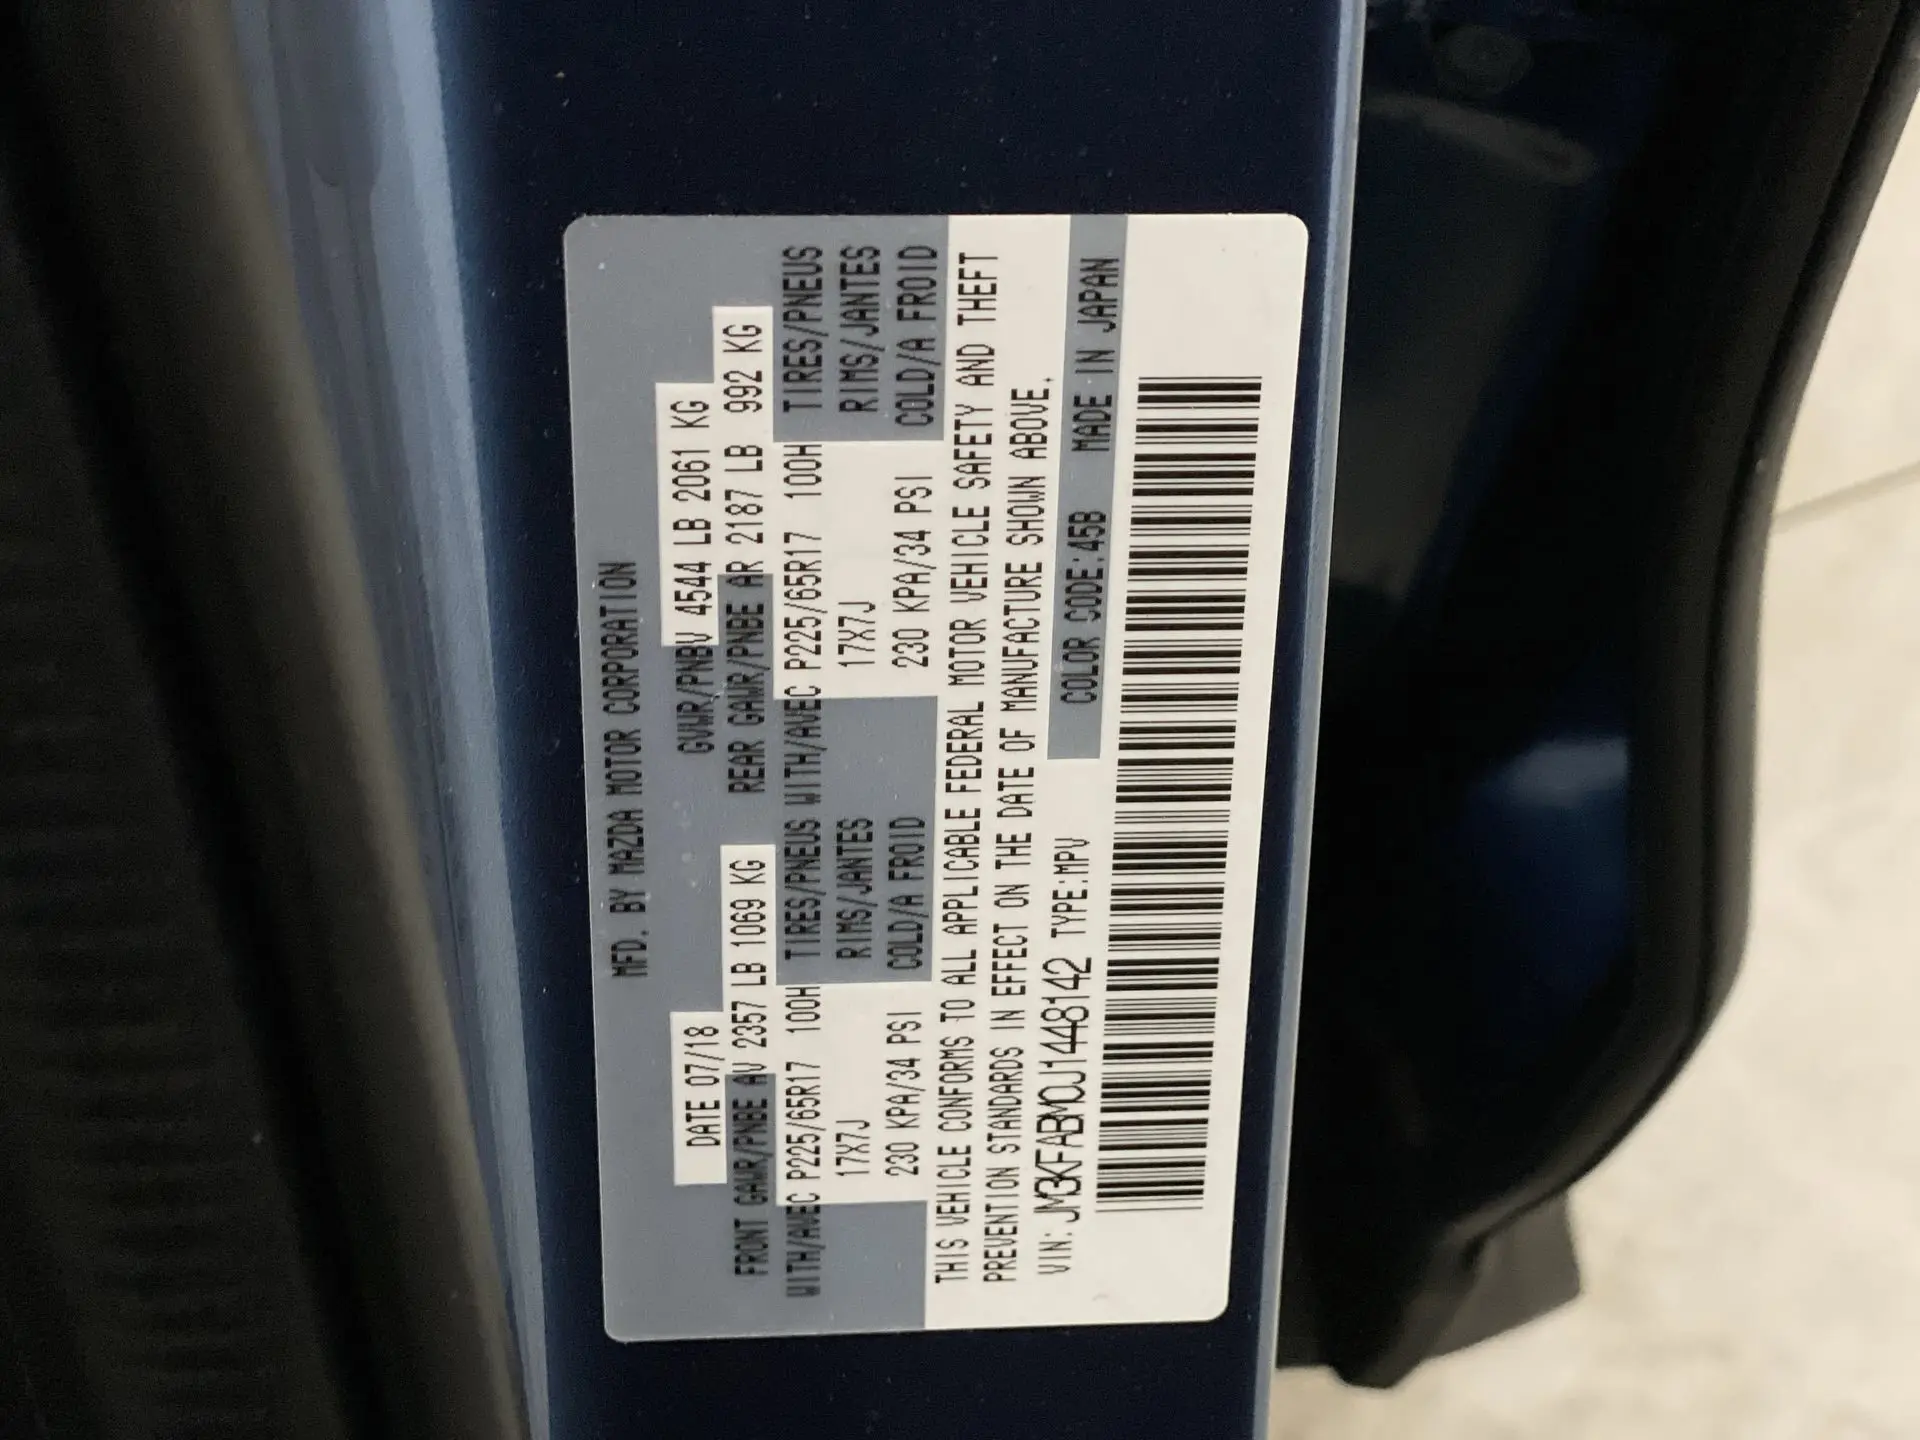 MFD. BY MAZDA MOTOR CORPORATION
DATE 07/18 GVWR/PNBV 4544 LB 2061 KG
FRONT GAWR/PNBE AV 2357 LB 1069 KG REAR GAWR/PNBE AR 2187 LB 992 KG
WITH/AVEC P225/65R17 100H TIRES/PNEUS WITH/AVEC P225/65R17 100H TIRES/PNEUS
17X7J RIMS/JANTES 17X7J RIMS/JANTES
230 KPA/34 PSI COLD/A FROID 230 KPA/34 PSI COLD/A FROID
THIS VEHICLE CONFORMS TO ALL APPLICABLE FEDERAL MOTOR VEHICLE SAFETY AND THEFT
PREVENTION STANDARDS IN EFFECT ON THE DATE OF MANUFACTURE SHOWN ABOVE.
VIN: JM3KFABM0J1448142 TYPE:MPV COLOR CODE:45B MADE IN JAPAN